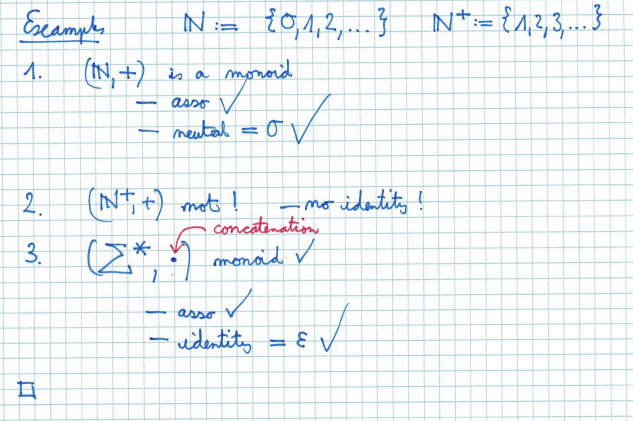 Examples ℕ := {0,1,2,...} ℕ⁺ := {1,2,3,...}
1. (ℕ,+) is a monoid
– asso ✓
– neutral = 0 ✓
2. (ℕ⁺,+) not! – no identity!
concatenation
3. (Σ*, ·) monoid ✓
– asso ✓
– identity = ε ✓
□